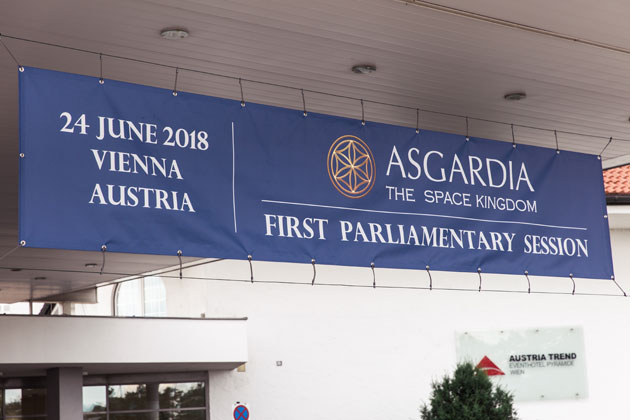 24 JUNE 2018
VIENNA
AUSTRIA
ASGARDIA
THE SPACE KINGDOM
FIRST PARLIAMENTARY SESSION
AUSTRIA TREND
EVENTHOTEL PYRAMIDE
WIEN